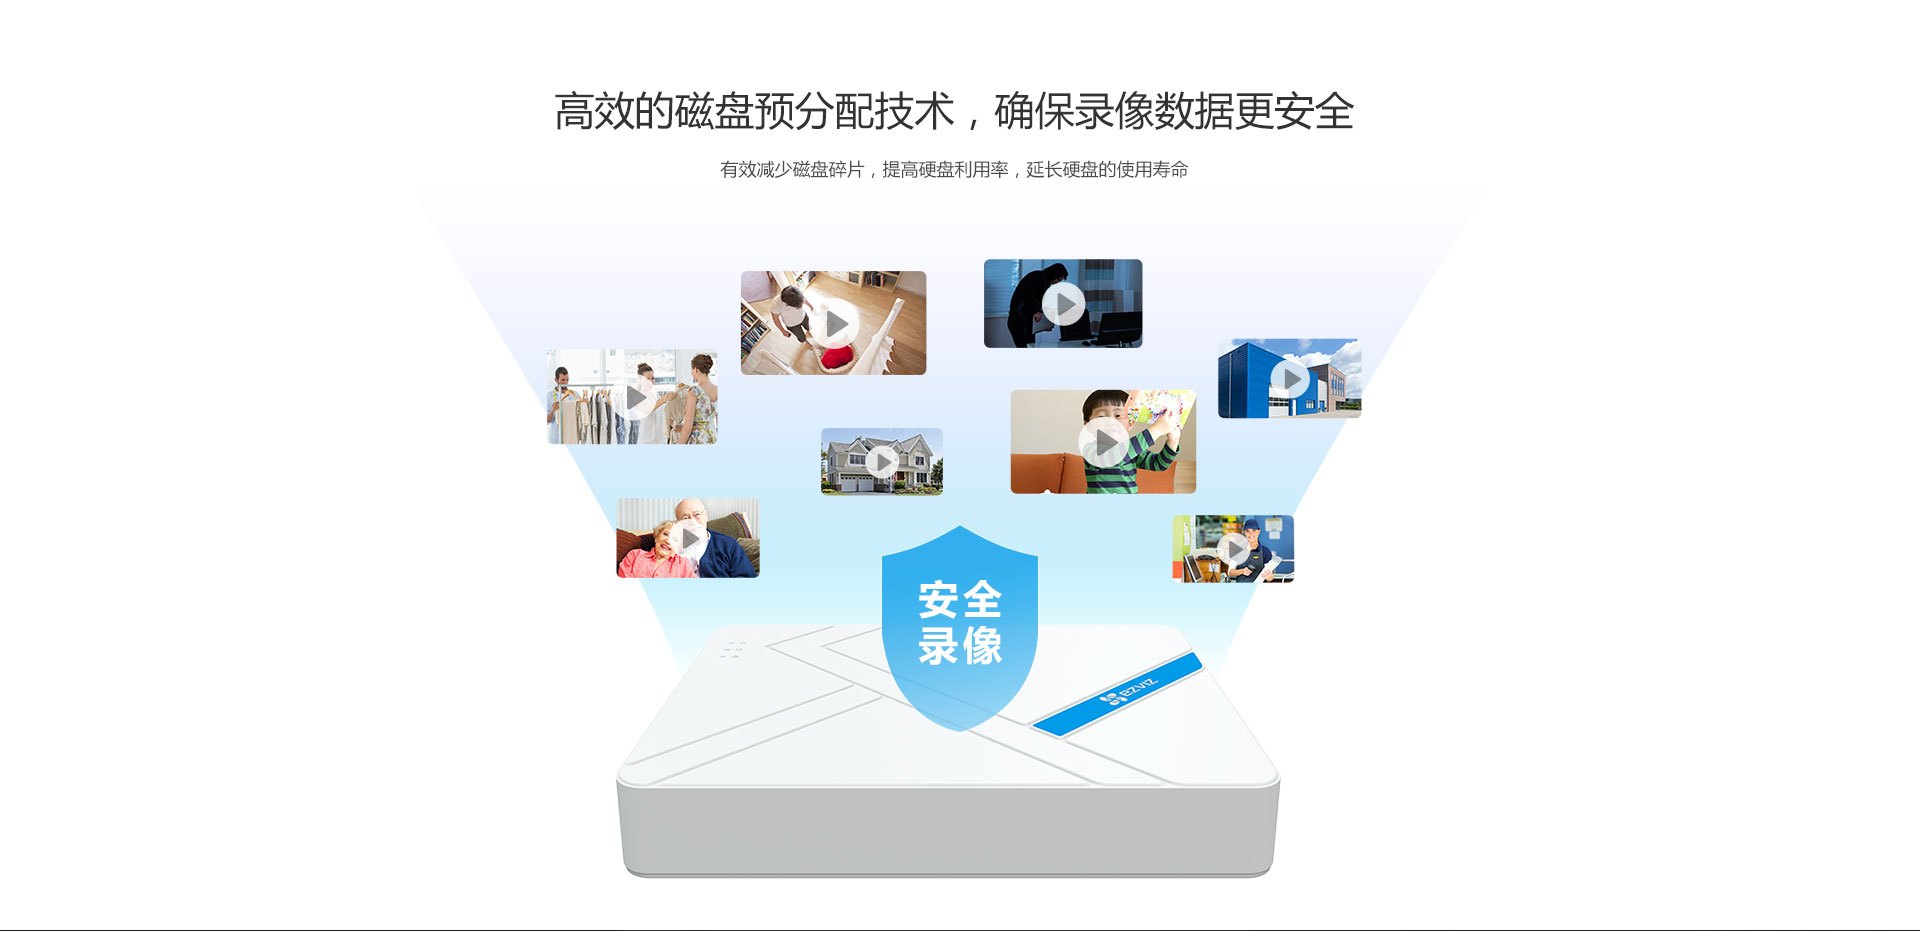 高效的磁盘预分配技术，确保录像数据更安全
有效减少磁盘碎片，提高硬盘利用率，延长硬盘的使用寿命
安全
录像
ezviz